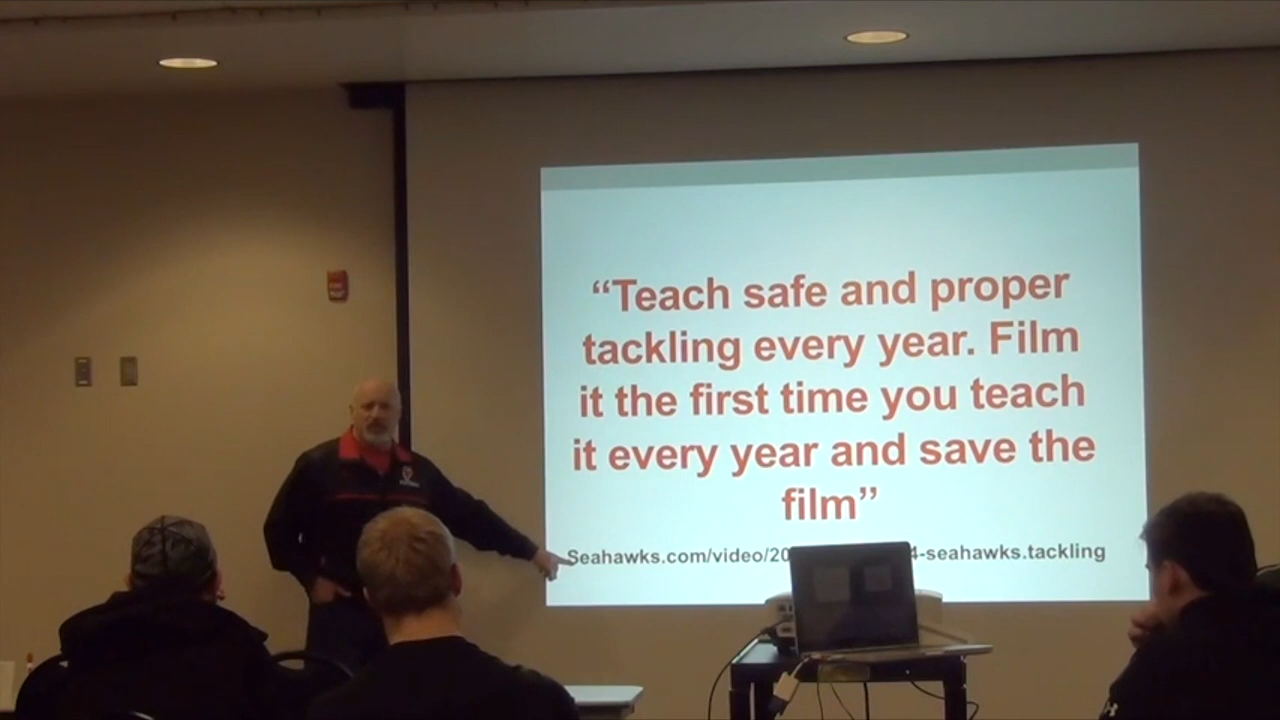 “Teach safe and proper
tackling every year. Film
it the first time you teach
it every year and save the
film”
Seahawks.com/video/20 4-seahawks.tackling